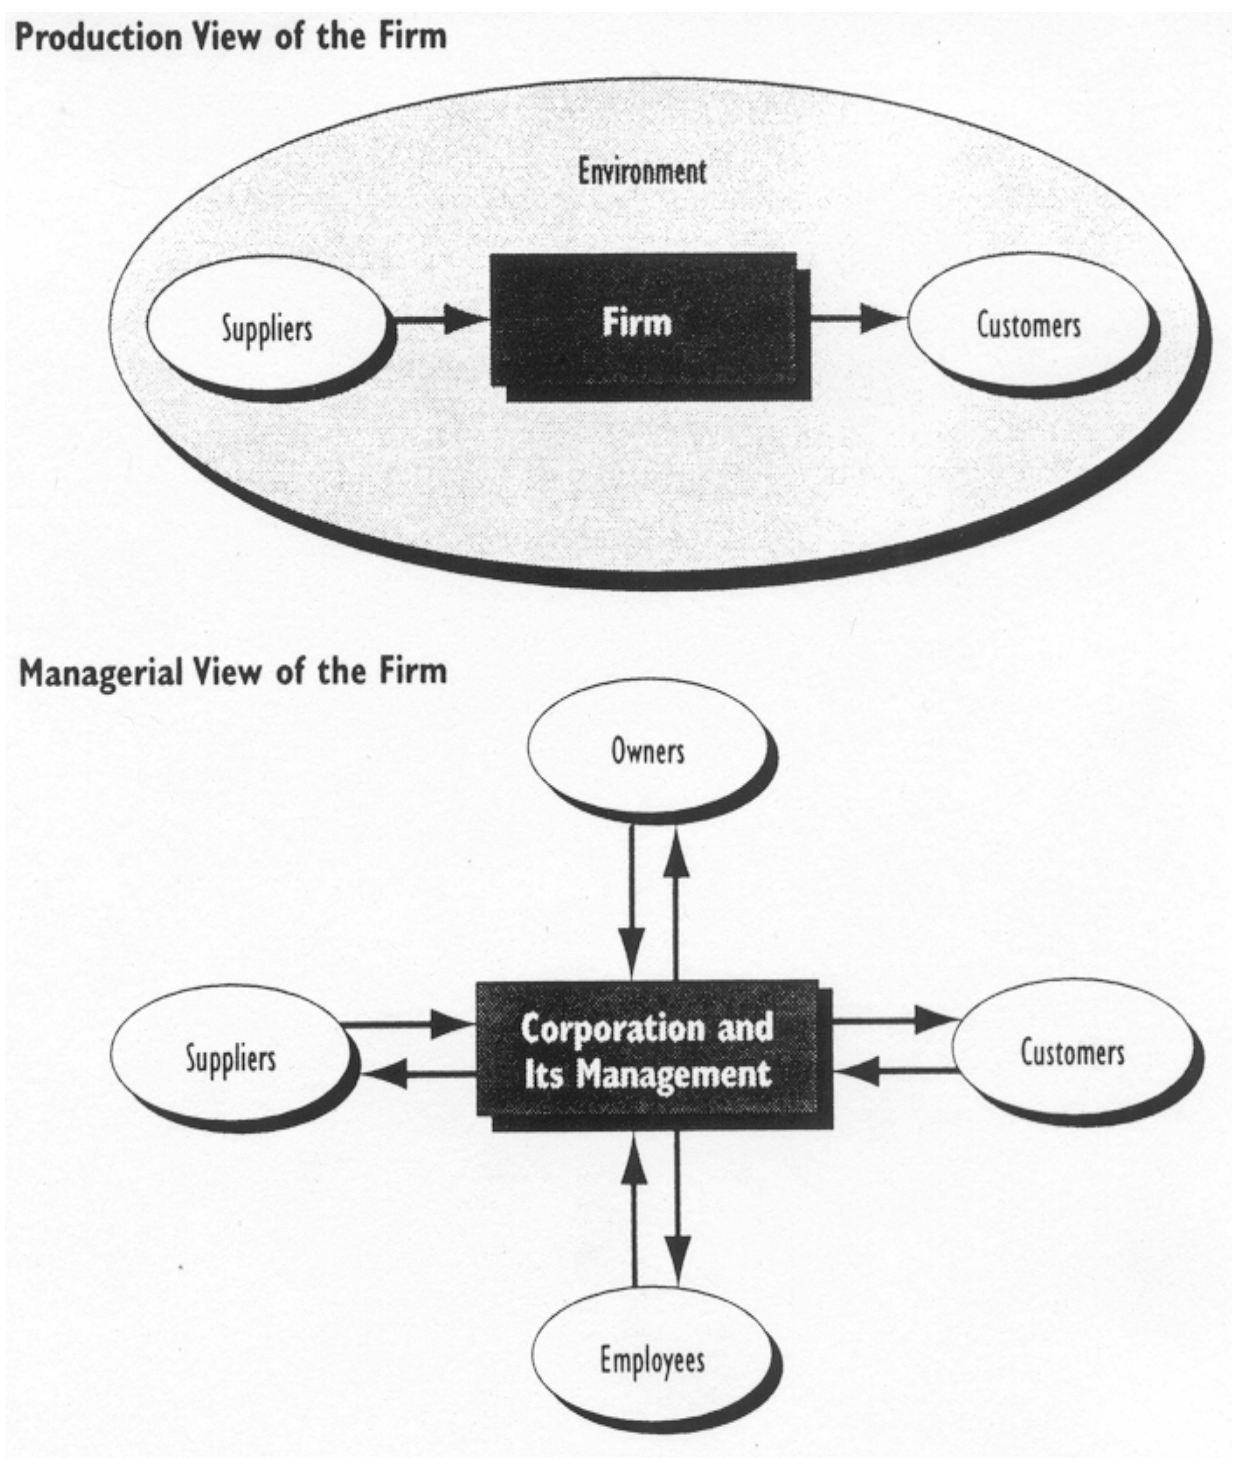 Production View of the Firm
Environment
Suppliers
Firm
Customers
Managerial View of the Firm
Owners
Suppliers
Corporation and
Its Management
Customers
Employees